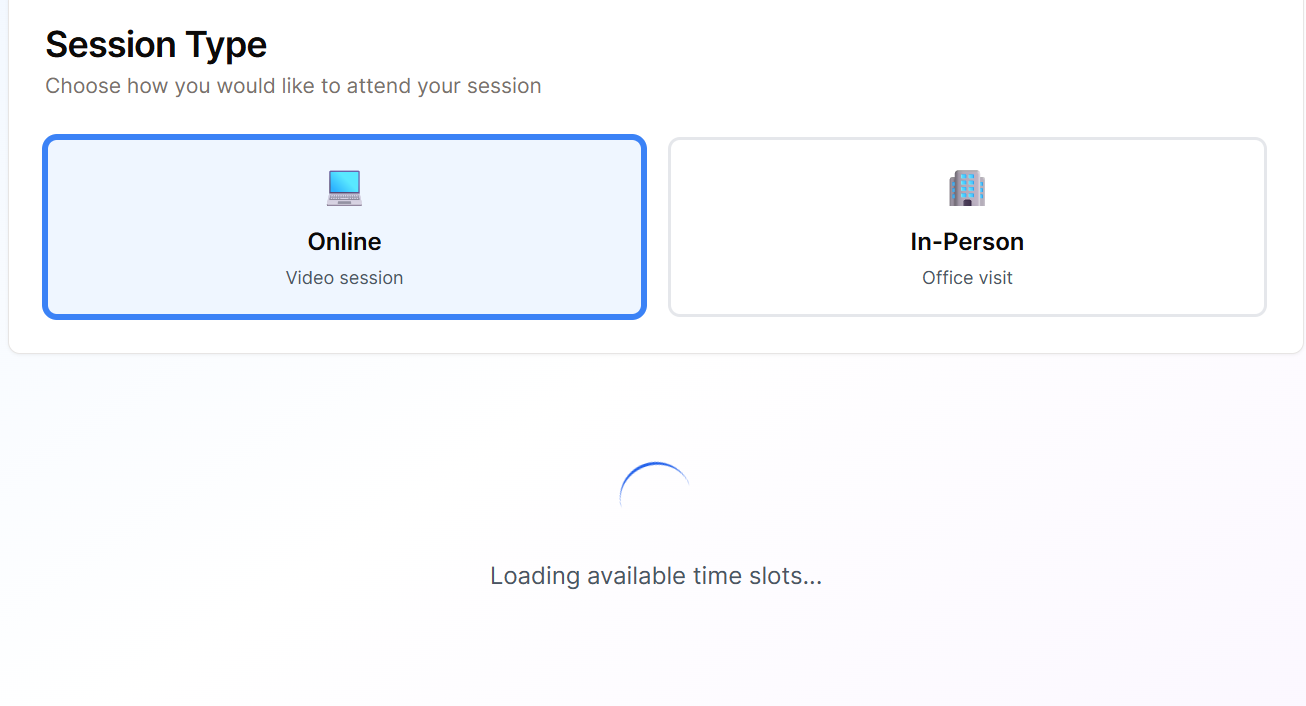 Session Type
Choose how you would like to attend your session
Online
Video session
In-Person
Office visit
Loading available time slots...